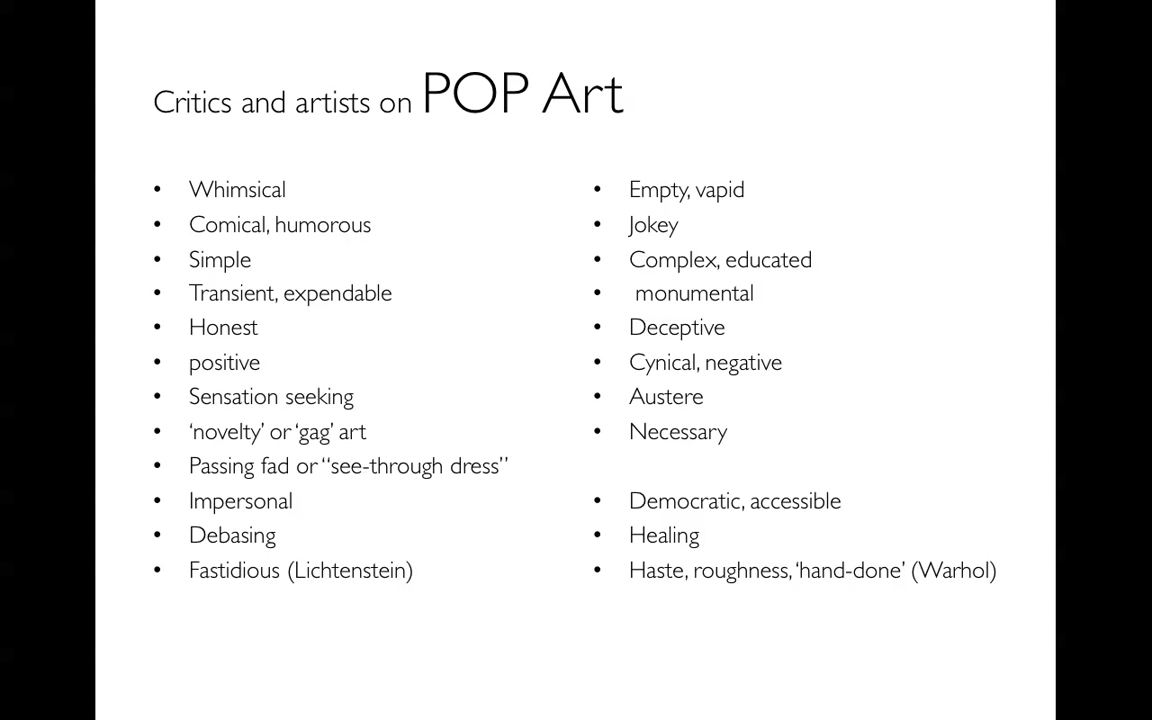 Critics and artists on POP Art
• Whimsical
• Comical, humorous
• Simple
• Transient, expendable
• Honest
• positive
• Sensation seeking
• ‘novelty’ or ‘gag’ art
• Passing fad or “see-through dress”
• Impersonal
• Debasing
• Fastidious (Lichtenstein)
• Empty, vapid
• Jokey
• Complex, educated
• monumental
• Deceptive
• Cynical, negative
• Austere
• Necessary
• Democratic, accessible
• Healing
• Haste, roughness, ‘hand-done’ (Warhol)